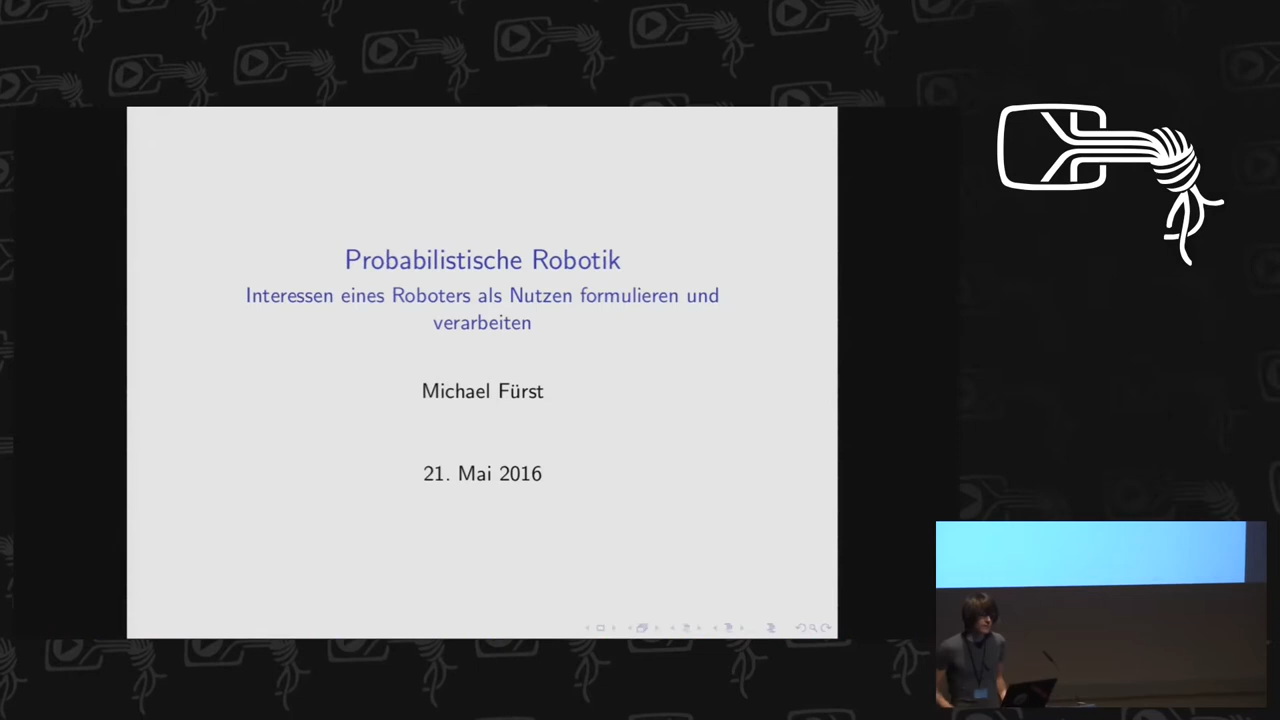 Probabilistische Robotik
Interessen eines Roboters als Nutzen formulieren und
verarbeiten
Michael Fürst
21. Mai 2016